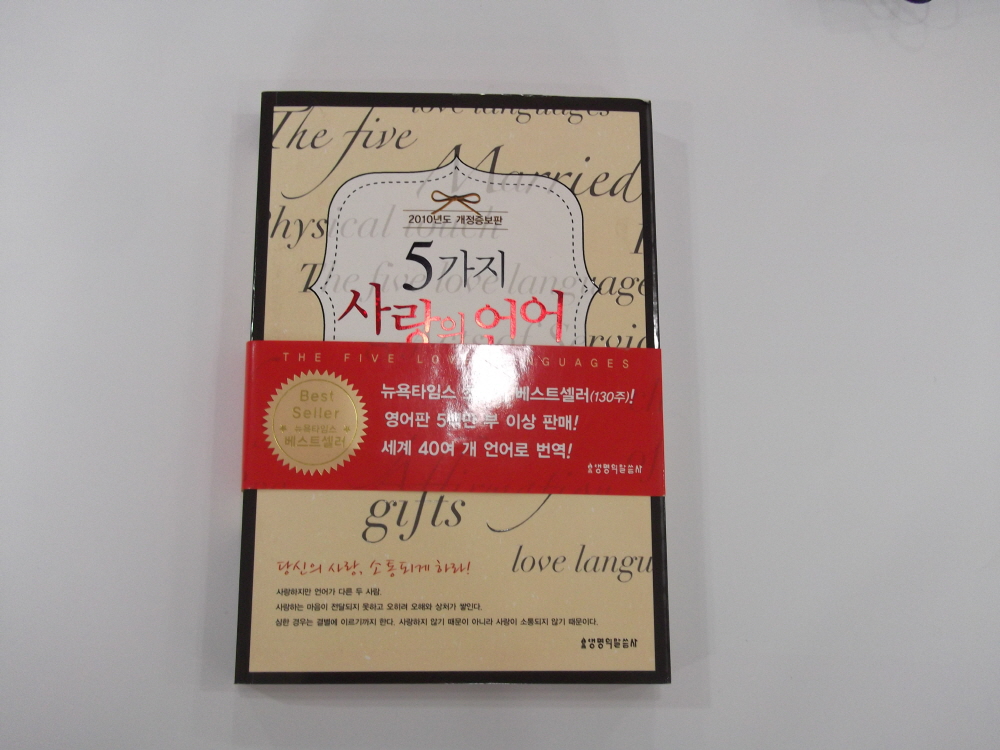 love languages
The five
Married
2010년도 개정증보판
Physical touch
5가지
The five love language
사랑의 언어
THE FIVE LOVE LANGUAGES
Best
Seller
뉴욕타임스
베스트셀러
뉴욕타임스 베스트셀러(130주)!
영어판 5백만 부 이상 판매!
세계 40여 개 언어로 번역!
생명의말씀사
gifts
love langu
당신의 사랑, 소통되게 하라!
사랑하지만 언어가 다른 두 사람.
사랑하는 마음이 전달되지 못하고 오히려 오해와 상처가 쌓인다.
심한 경우는 결별에 이르기까지 한다. 사랑하지 않기 때문이 아니라 사랑이 소통되지 않기 때문이다.
생명의말씀사